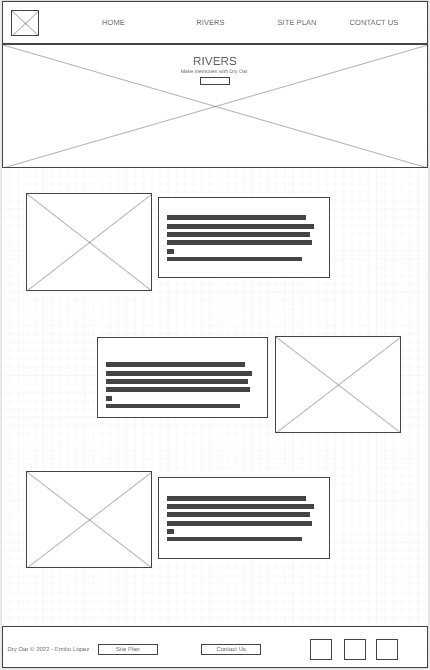 HOME RIVERS SITE PLAN CONTACT US
RIVERS
Make memories with Dry Oar
Dry Oar © 2022 - Emilio Lopez Site Plan Contact Us